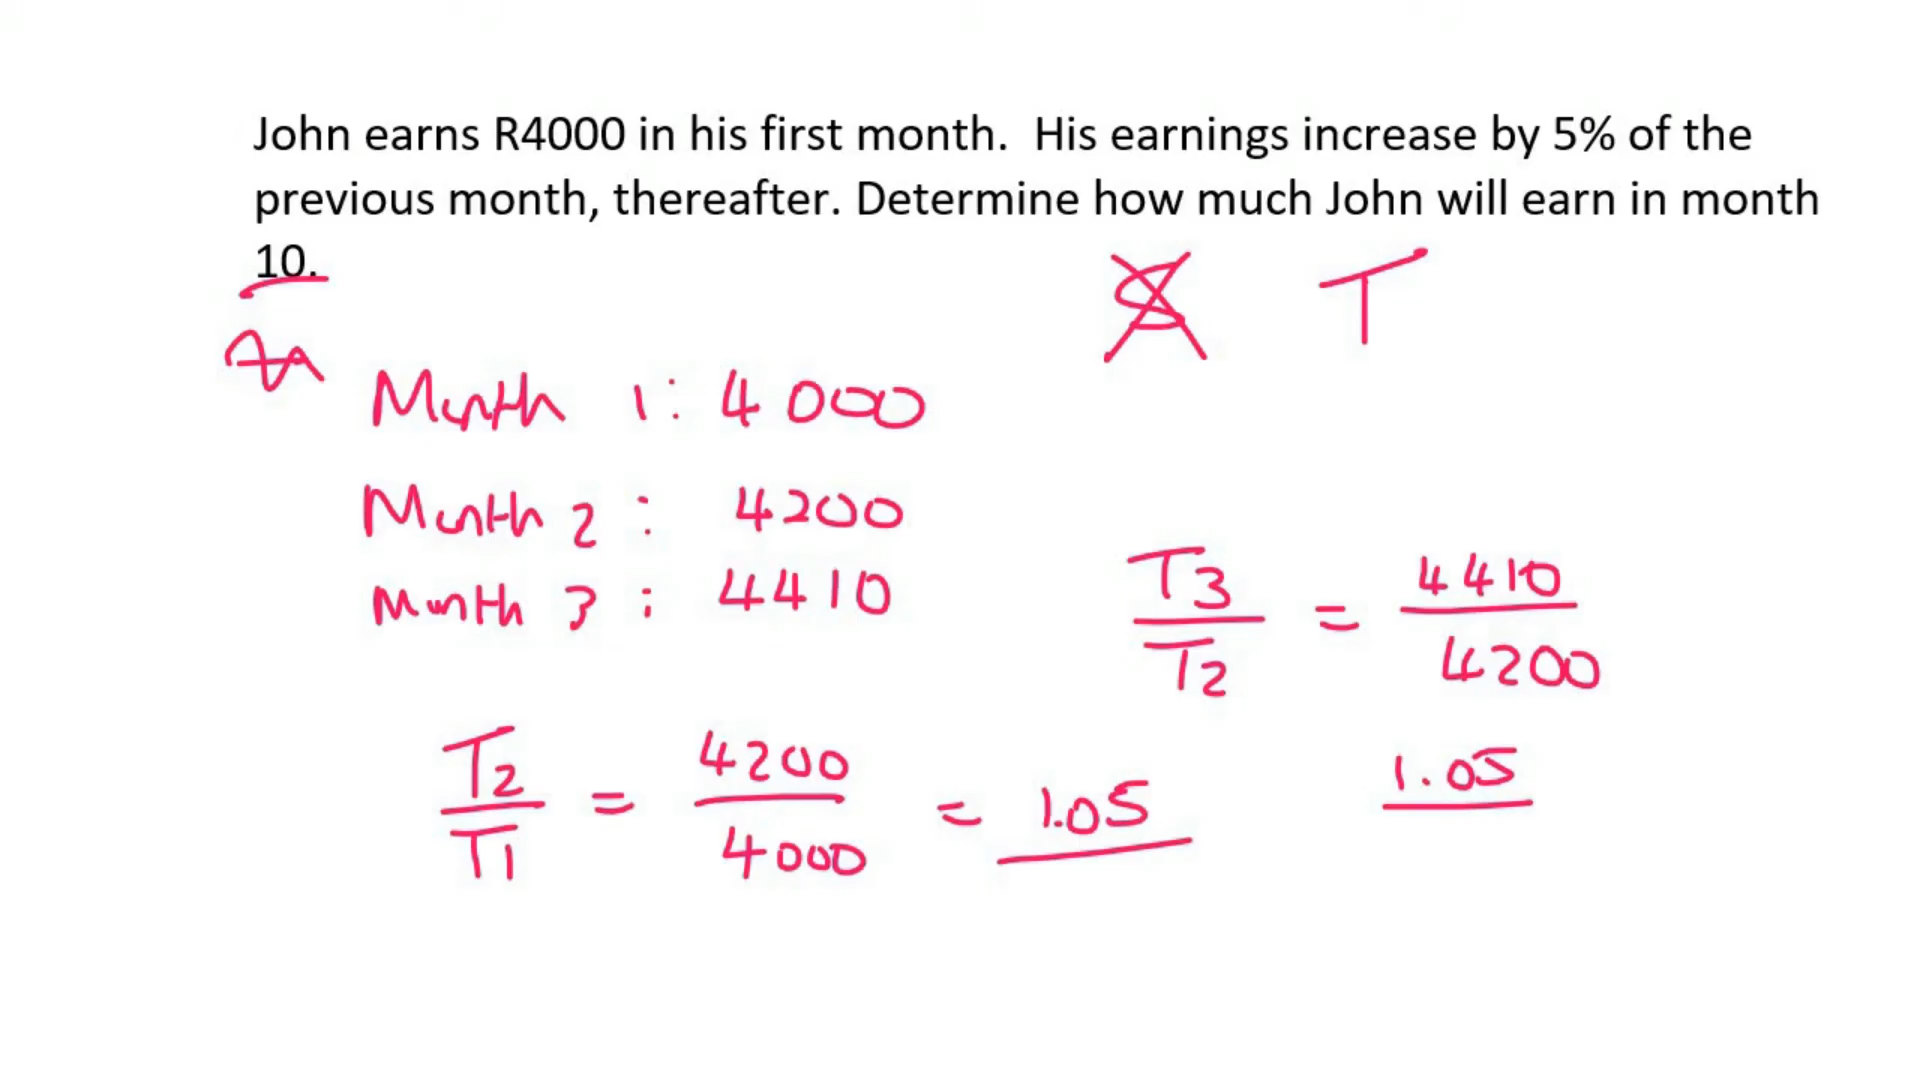 John earns R4000 in his first month. His earnings increase by 5% of the
previous month, thereafter. Determine how much John will earn in month
10.
S T
Month 1: 4000
Month 2: 4200
Month 3: 4410
T3/T2 = 4410/4200
1.05
T2/T1 = 4200/4000 = 1.05